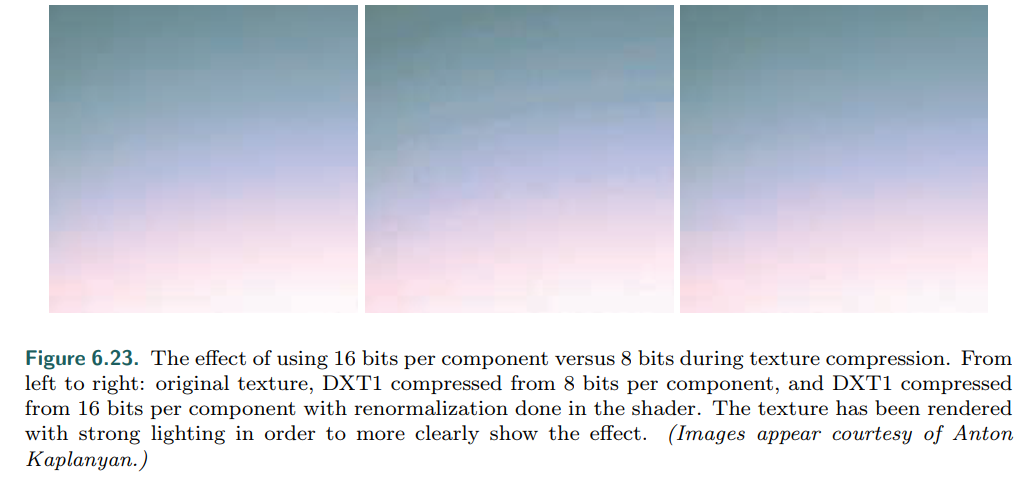 Figure 6.23. The effect of using 16 bits per component versus 8 bits during texture compression. From
left to right: original texture, DXT1 compressed from 8 bits per component, and DXT1 compressed
from 16 bits per component with renormalization done in the shader. The texture has been rendered
with strong lighting in order to more clearly show the effect. (Images appear courtesy of Anton
Kaplanyan.)